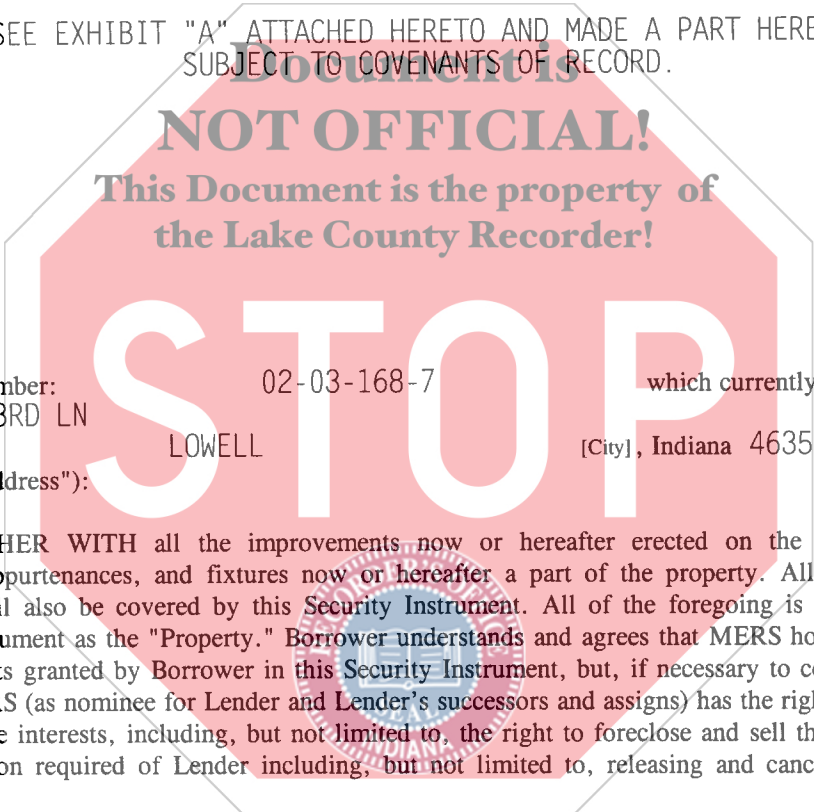 SEE EXHIBIT "A" ATTACHED HERETO AND MADE A PART HERE
SUBJECT TO COVENANTS OF RECORD.
Document is
NOT OFFICIAL!
This Document is the property of
the Lake County Recorder!
STOP
mber: 02-03-168-7 which currently
3RD LN
LOWELL [City], Indiana 4635
ddress"):
HER WITH all the improvements now or hereafter erected on the
ppurtenances, and fixtures now or hereafter a part of the property. All
l also be covered by this Security Instrument. All of the foregoing is
ument as the "Property." Borrower understands and agrees that MERS ho
ts granted by Borrower in this Security Instrument, but, if necessary to c
RS (as nominee for Lender and Lender's successors and assigns) has the righ
e interests, including, but not limited to, the right to foreclose and sell th
on required of Lender including, but not limited to, releasing and canc
RECORDER'S OFFICE
SEAL
INDIANA